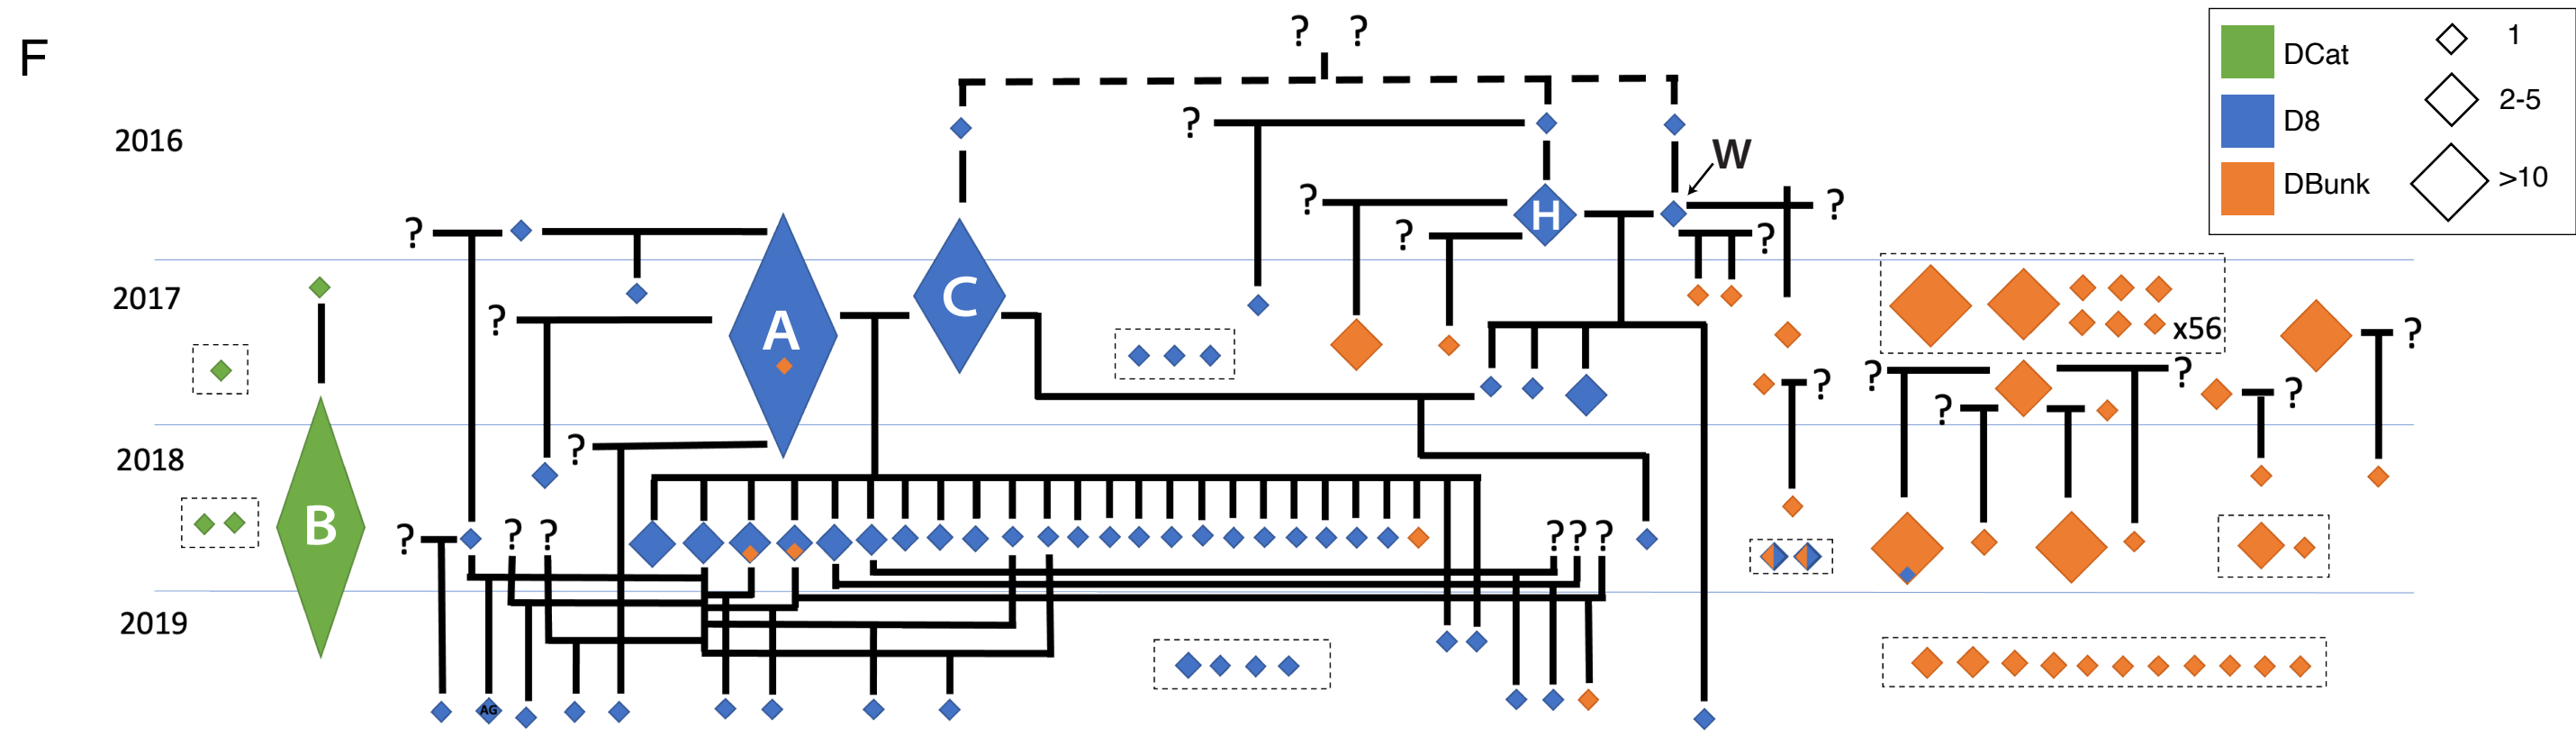 F
? ?
DCat 1
D8 2-5
DBunk >10
2016
?
W
? H ?
? ? ?
2017
C
? A
x56 ?
? ? ?
? ?
2018
?
B
? ? ? ? ? ?
2019
AG